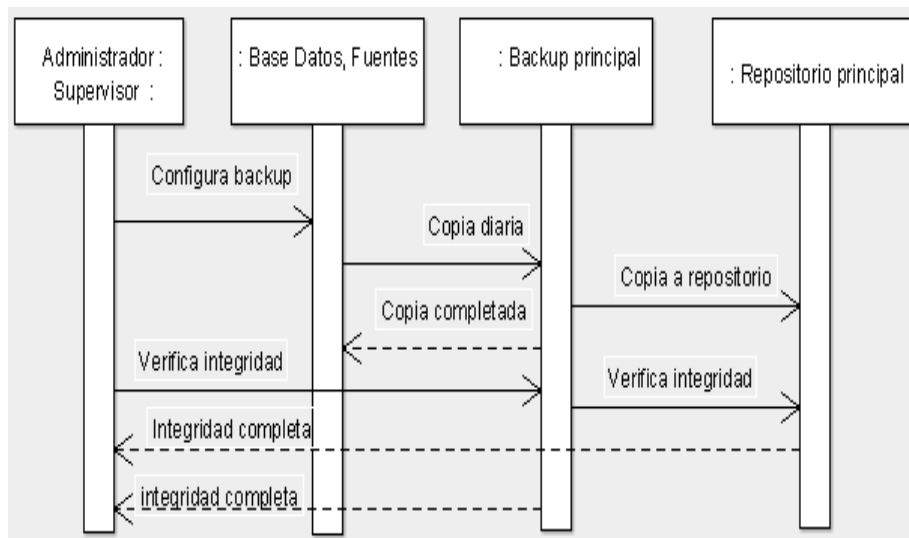 Administrador :
Supervisor :
: Base Datos, Fuentes
: Backup principal
: Repositorio principal
Configura backup
Copia diaria
Copia a repositorio
Copia completada
Verifica integridad
Verifica integridad
Integridad completa
integridad completa